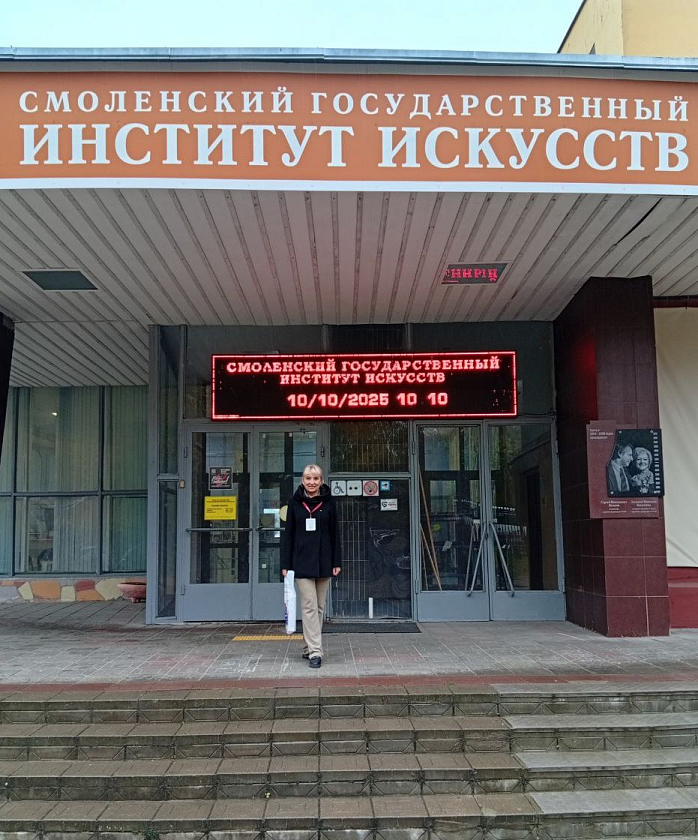 СМОЛЕНСКИЙ ГОСУДАРСТВЕННЫЙ
ИНСТИТУТ ИСКУССТВ
СМОЛЕНСКИЙ ГОСУДАРСТВЕННЫЙ
ИНСТИТУТ ИСКУССТВ
10/10/2025 10 10